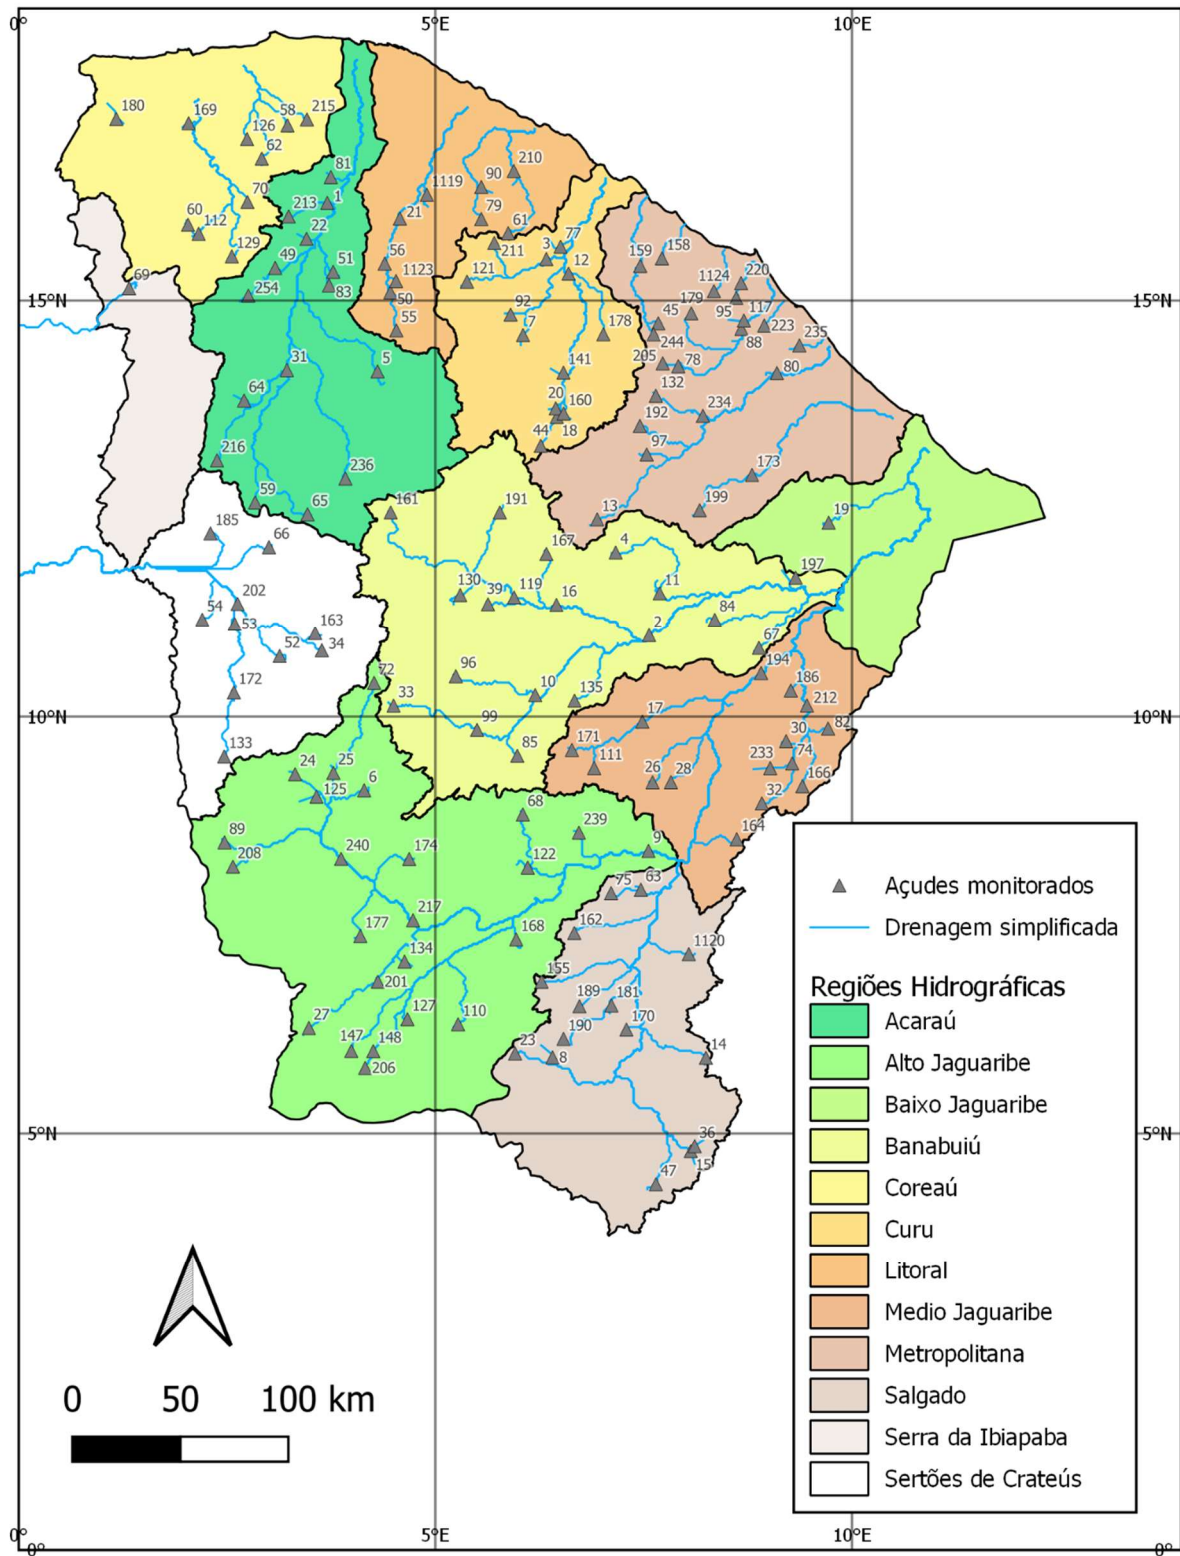 0° 5°E 10°E
180 169 58 215
126
62
81
210
90
70 213 1 1119
79
60 112 22 21 61 77
129 211 3 159 158
49 51 56 12
69 121 1123 220
254 83 50 1124
15°N 92 179 95 117 15°N
55 7 178 45 223
244 88 235
31 5 141 205 78 80
64 132
20 160 234
18 192
44 97
216 236 173
59 65 161 191 13 199 19
185 66 167 4
197
130 39 119 16 11
202 84
54 53 163 2
52 34 67
72 96 194
172 10 135 186
33 212
10°N 17 10°N
99 30 82
133 85 171 74
24 25 111 26 28 233
125 6 166
32
68
239 164
89 9
208 240 174 122
75 63
217
177 168 162
134 1120
201 155
189 181
27 127 110 170
147 148 190
206 23 8 14
36
5°N 15 5°N
47
Açudes monitorados
Drenagem simplificada
Regiões Hidrográficas
Acaraú
Alto Jaguaribe
Baixo Jaguaribe
Banabuiú
Coreaú
Curu
Litoral
Medio Jaguaribe
Metropolitana
Salgado
Serra da Ibiapaba
Sertões de Crateús
0 50 100 km
0° 5°E 10°E 0°